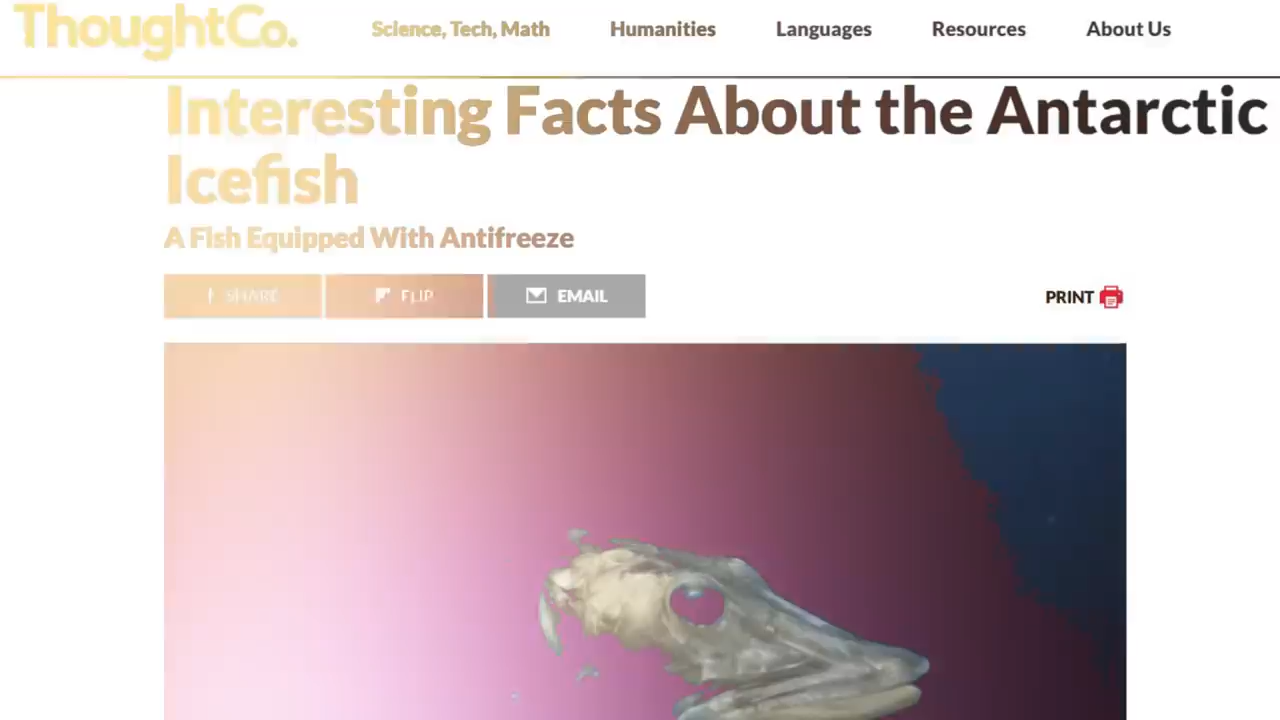 ThoughtCo.
Science, Tech, Math Humanities Languages Resources About Us
Interesting Facts About the Antarctic
Icefish
A Fish Equipped With Antifreeze
SHARE FLIP EMAIL PRINT